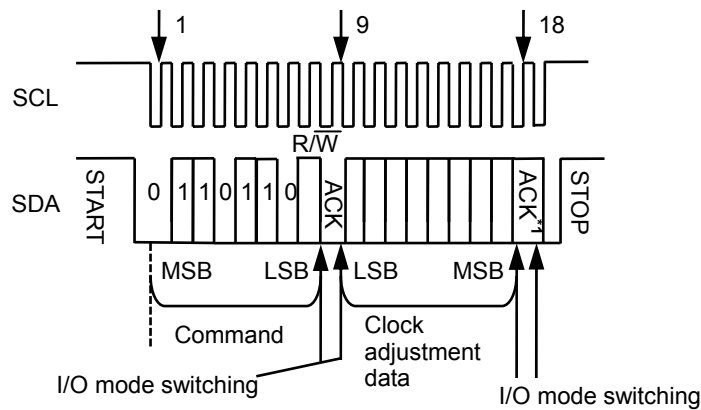 1 9 18
SCL
R/W̅
SDA
START 0 1 1 0 1 1 0 ACK ACK*1 STOP
MSB LSB LSB MSB
Command
Clock
adjustment
data
I/O mode switching
I/O mode switching